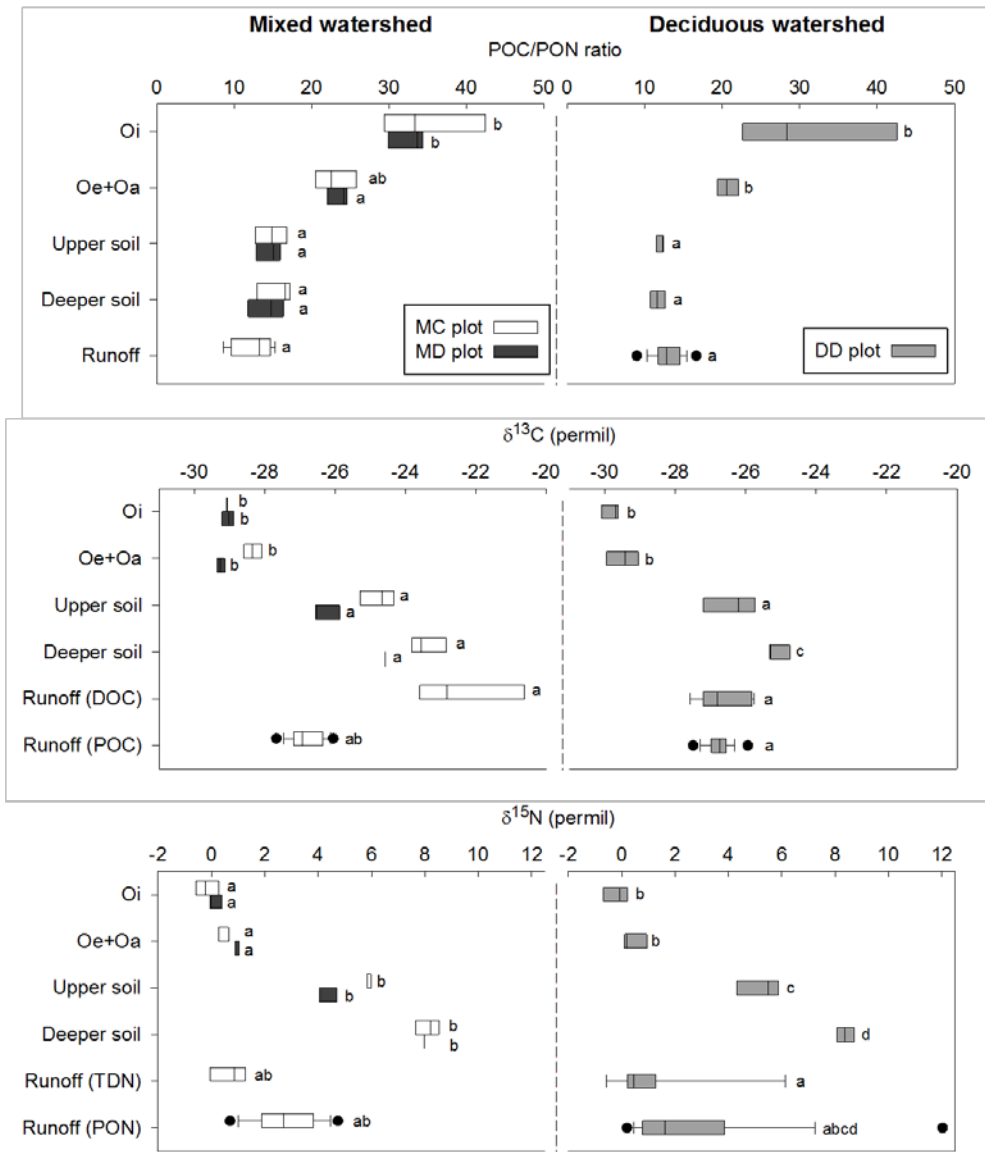 Mixed watershed Deciduous watershed
POC/PON ratio
0 10 20 30 40 50 0 10 20 30 40 50
Oi b b b
Oe+Oa ab a b
Upper soil a a a
Deeper soil a a a
MC plot
MD plot
DD plot
Runoff a a
δ¹³C (permil)
-30 -28 -26 -24 -22 -20 -30 -28 -26 -24 -22 -20
Oi b b b
Oe+Oa b b b
Upper soil a a a
Deeper soil a a c
Runoff (DOC) a a
Runoff (POC) ab a
δ¹⁵N (permil)
-2 0 2 4 6 8 10 12 -2 0 2 4 6 8 10 12
Oi a a b
Oe+Oa a a b
Upper soil b b c
Deeper soil b b d
Runoff (TDN) ab a
Runoff (PON) ab abcd